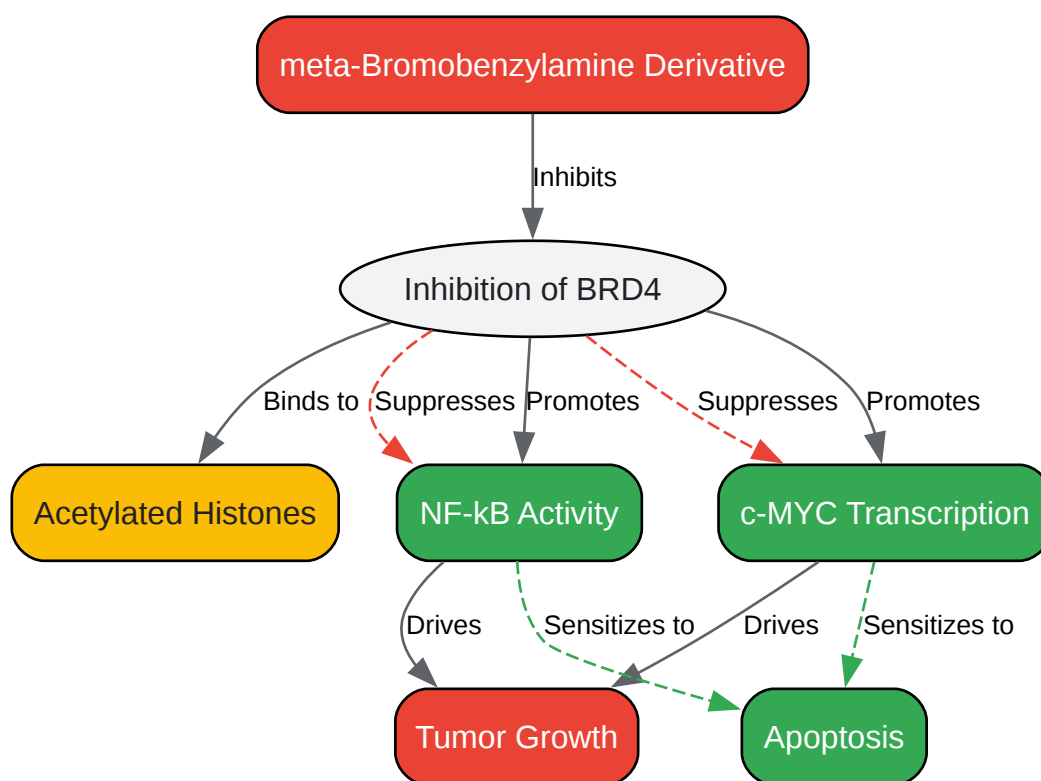 meta-Bromobenzylamine Derivative
Inhibits
Inhibition of BRD4
Binds to
Suppresses
Promotes
Suppresses
Promotes
Acetylated Histones
NF-kB Activity
c-MYC Transcription
Drives
Sensitizes to
Drives
Sensitizes to
Tumor Growth
Apoptosis